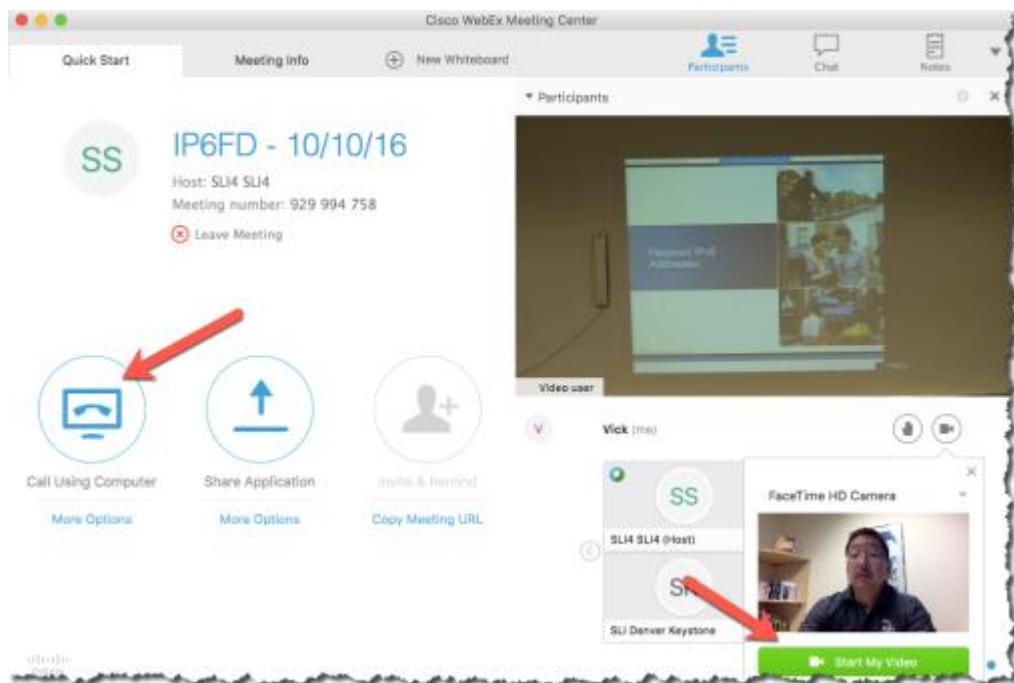 Cisco WebEx Meeting Center
Quick Start
Meeting Info
New Whiteboard
Participants
Chat
Notes
Participants
SS
IP6FD - 10/10/16
Host: SLI4 SLI4
Meeting number: 929 994 758
Leave Meeting
Video user
Call Using Computer
Share Application
Invite & Remind
More Options
More Options
Copy Meeting URL
V
Vick (me)
SS
SLI4 SLI4 (Host)
SLI Denver Keystone
FaceTime HD Camera
Start My Video